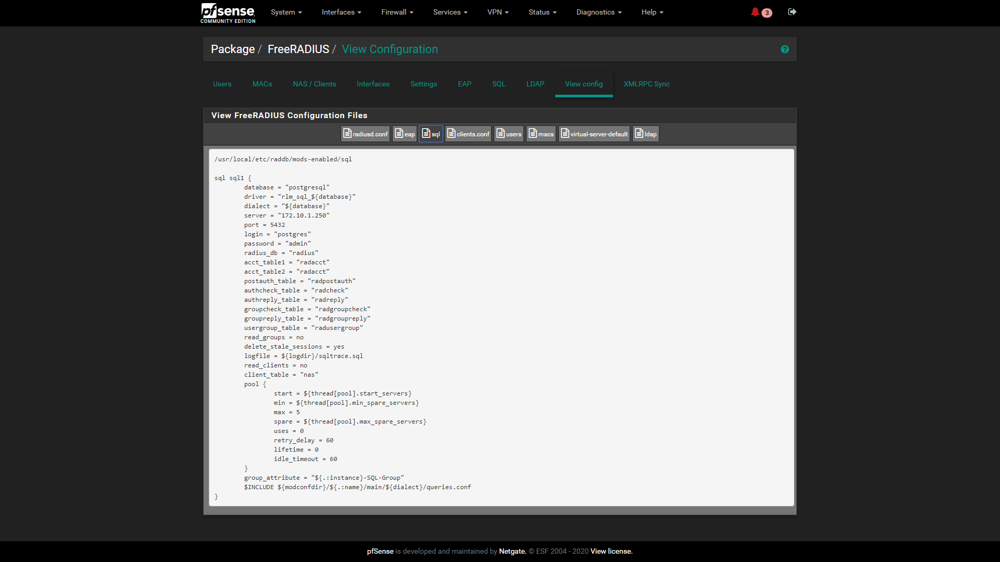 pfsense
COMMUNITY EDITION
System
Interfaces
Firewall
Services
VPN
Status
Diagnostics
Help
3
Package / FreeRADIUS / View Configuration
?
Users
MACs
NAS / Clients
Interfaces
Settings
EAP
SQL
LDAP
View config
XMLRPC Sync
View FreeRADIUS Configuration Files
radiusd.conf
eap
sql
clients.conf
users
macs
virtual-server-default
ldap
/usr/local/etc/raddb/mods-enabled/sql
sql sql1 {
database = "postgresql"
driver = "rlm_sql_${database}"
dialect = "${database}"
server = "172.10.1.250"
port = 5432
login = "postgres"
password = "admin"
radius_db = "radius"
acct_table1 = "radacct"
acct_table2 = "radacct"
postauth_table = "radpostauth"
authcheck_table = "radcheck"
authreply_table = "radreply"
groupcheck_table = "radgroupcheck"
groupreply_table = "radgroupreply"
usergroup_table = "radusergroup"
read_groups = no
delete_stale_sessions = yes
logfile = ${logdir}/sqltrace.sql
read_clients = no
client_table = "nas"
pool {
start = ${thread[pool].start_servers}
min = ${thread[pool].min_spare_servers}
max = 5
spare = ${thread[pool].max_spare_servers}
uses = 0
retry_delay = 60
lifetime = 0
idle_timeout = 60
}
group_attribute = "${.:instance}-SQL-Group"
$INCLUDE ${modconfdir}/${.:name}/main/${dialect}/queries.conf
}
pfSense is developed and maintained by Netgate. © ESF 2004 - 2020 View license.